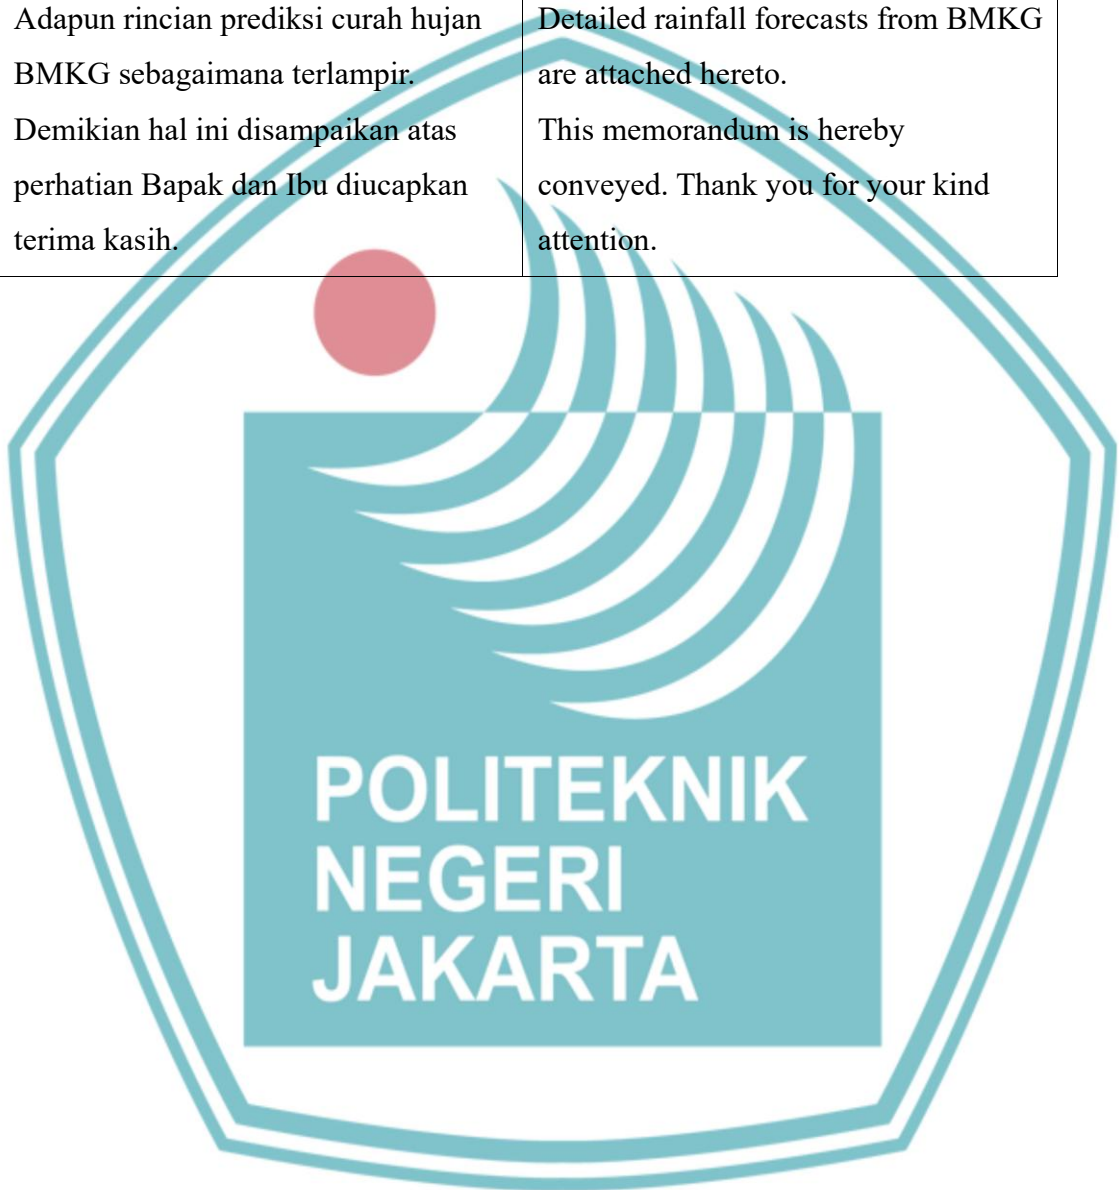 Adapun rincian prediksi curah hujan
BMKG sebagaimana terlampir.
Demikian hal ini disampaikan atas
perhatian Bapak dan Ibu diucapkan
terima kasih.
Detailed rainfall forecasts from BMKG
are attached hereto.
This memorandum is hereby
conveyed. Thank you for your kind
attention.
POLITEKNIK
NEGERI
JAKARTA